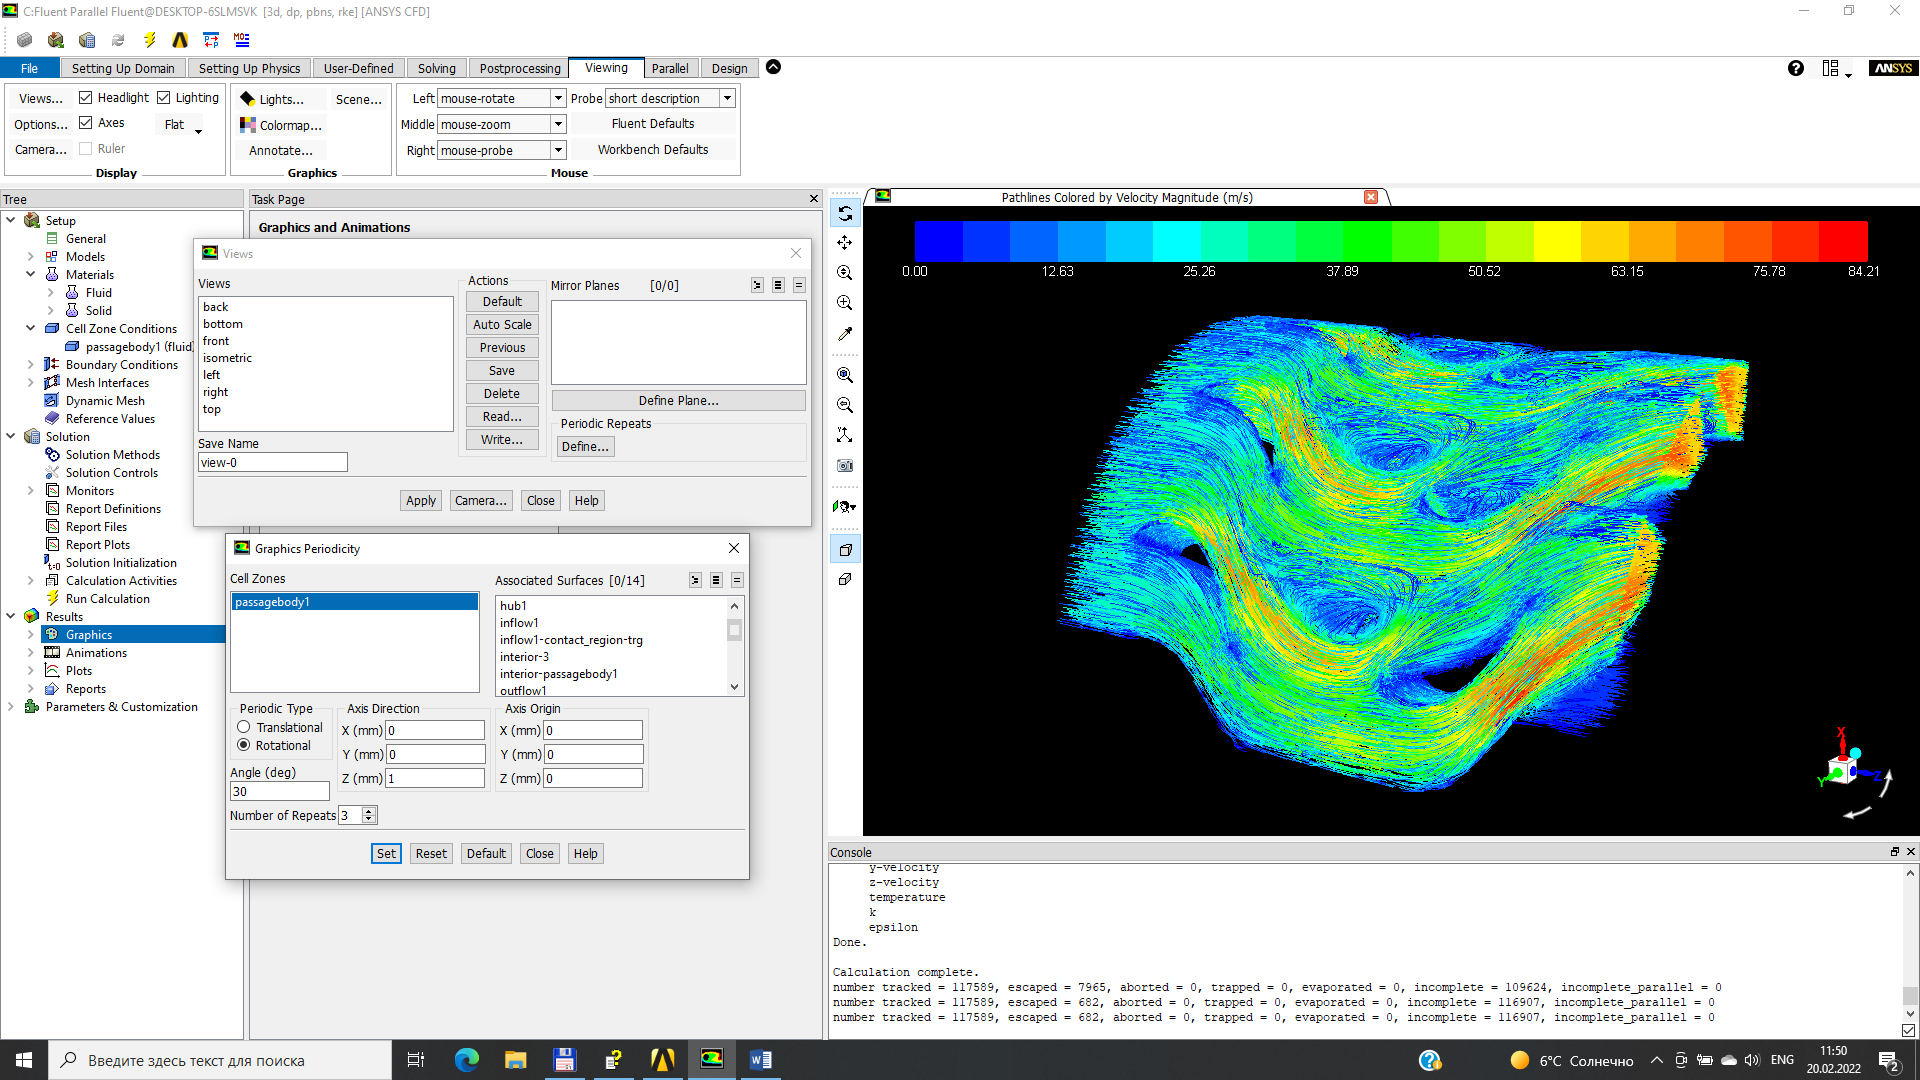 C:Fluent Parallel Fluent@DESKTOP-6SLMSVK [3d, dp, pbns, rke] [ANSYS CFD]
File
Setting Up Domain
Setting Up Physics
User-Defined
Solving
Postprocessing
Viewing
Parallel
Design
ANSYS
Views...
Headlight
Lighting
Options...
Axes
Flat
Camera...
Ruler
Display
Lights...
Scene...
Colormap...
Annotate...
Graphics
Left mouse-rotate
Probe short description
Middle mouse-zoom
Fluent Defaults
Right mouse-probe
Workbench Defaults
Mouse
Tree
Setup
General
Models
Materials
Fluid
Solid
Cell Zone Conditions
passagebody1 (fluid,
Boundary Conditions
Mesh Interfaces
Dynamic Mesh
Reference Values
Solution
Solution Methods
Solution Controls
Monitors
Report Definitions
Report Files
Report Plots
Solution Initialization
Calculation Activities
Run Calculation
Results
Graphics
Animations
Plots
Reports
Parameters & Customization
Task Page
Graphics and Animations
Views
Views
back
bottom
front
isometric
left
right
top
Save Name
view-0
Actions
Default
Auto Scale
Previous
Save
Delete
Read...
Write...
Mirror Planes [0/0]
Define Plane...
Periodic Repeats
Define...
Apply
Camera...
Close
Help
Graphics Periodicity
Cell Zones
passagebody1
Associated Surfaces [0/14]
hub1
inflow1
inflow1-contact_region-trg
interior-3
interior-passagebody1
outflow1
Periodic Type
Translational
Rotational
Axis Direction
X (mm) 0
Y (mm) 0
Z (mm) 1
Axis Origin
X (mm) 0
Y (mm) 0
Z (mm) 0
Angle (deg)
30
Number of Repeats 3
Set
Reset
Default
Close
Help
Pathlines Colored by Velocity Magnitude (m/s)
0.00
12.63
25.26
37.89
50.52
63.15
75.78
84.21
X
Y
Z
Console
y-velocity
z-velocity
temperature
k
epsilon
Done.
Calculation complete.
number tracked = 117589, escaped = 7965, aborted = 0, trapped = 0, evaporated = 0, incomplete = 109624, incomplete_parallel = 0
number tracked = 117589, escaped = 682, aborted = 0, trapped = 0, evaporated = 0, incomplete = 116907, incomplete_parallel = 0
number tracked = 117589, escaped = 682, aborted = 0, trapped = 0, evaporated = 0, incomplete = 116907, incomplete_parallel = 0
Введите здесь текст для поиска
6°C Солнечно
ENG
11:50
20.02.2022
2